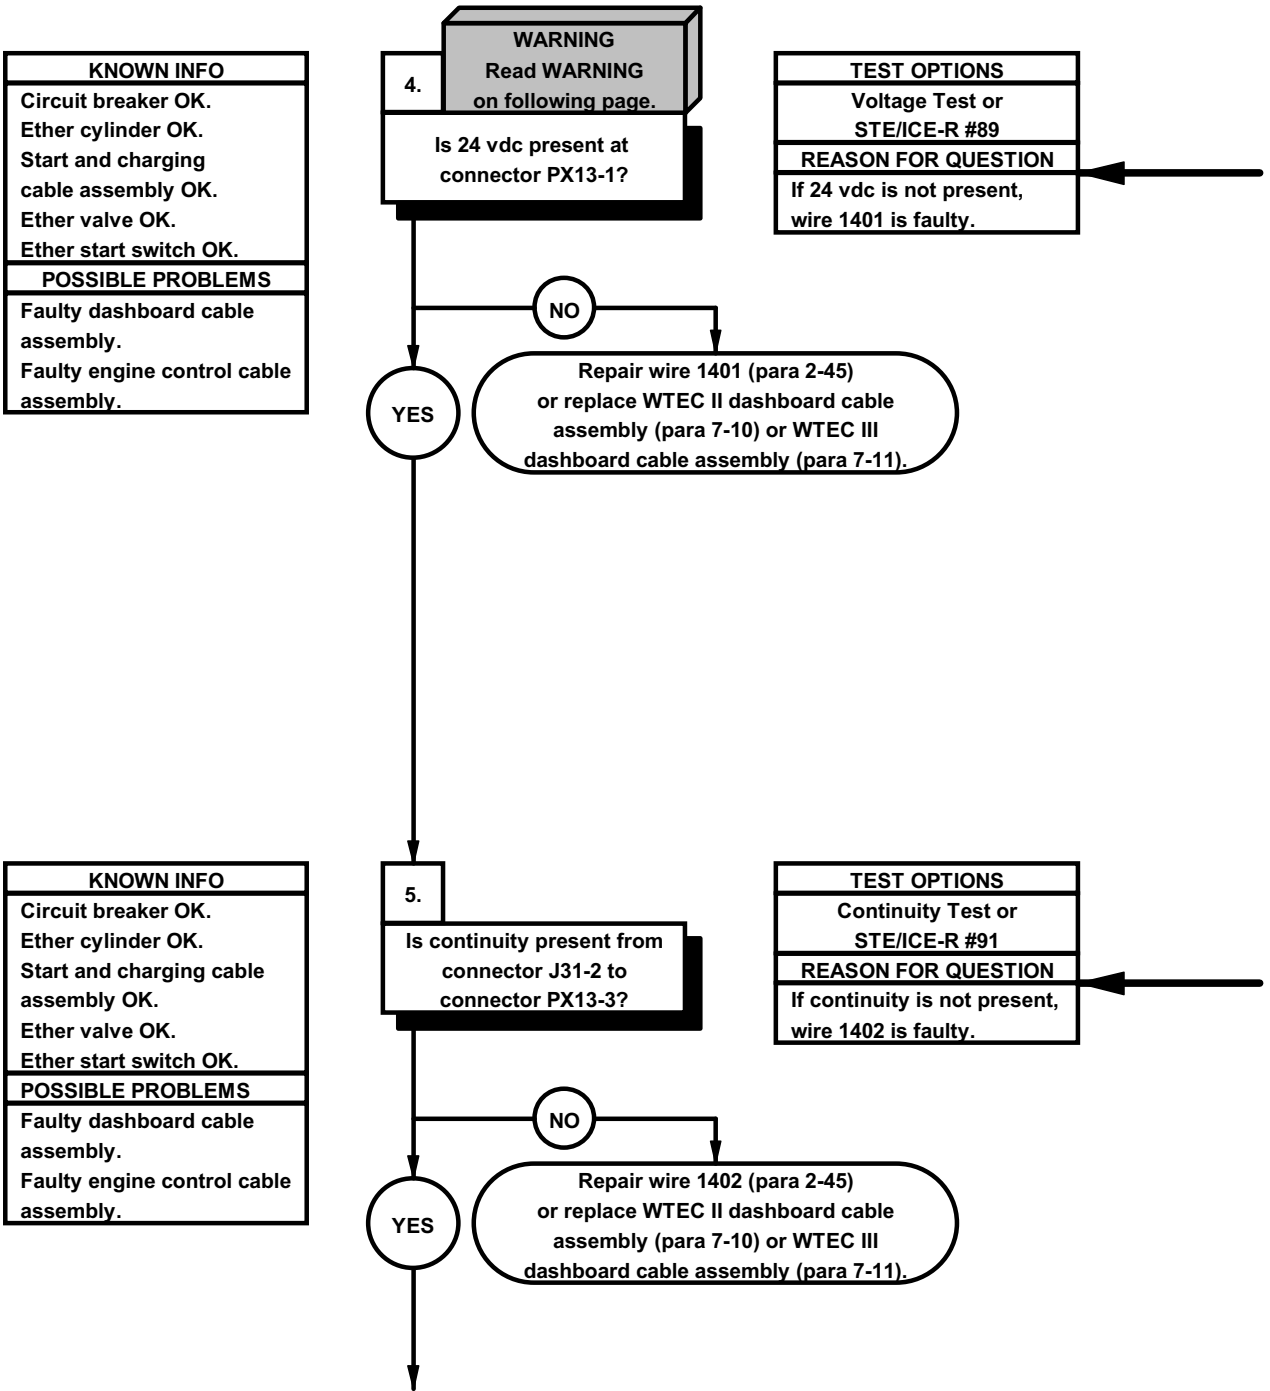 KNOWN INFO
Circuit breaker OK.
Ether cylinder OK.
Start and charging
cable assembly OK.
Ether valve OK.
Ether start switch OK.
POSSIBLE PROBLEMS
Faulty dashboard cable
assembly.
Faulty engine control cable
assembly.
4.
WARNING
Read WARNING
on following page.
Is 24 vdc present at
connector PX13-1?
TEST OPTIONS
Voltage Test or
STE/ICE-R #89
REASON FOR QUESTION
If 24 vdc is not present,
wire 1401 is faulty.
NO
YES
Repair wire 1401 (para 2-45)
or replace WTEC II dashboard cable
assembly (para 7-10) or WTEC III
dashboard cable assembly (para 7-11).
KNOWN INFO
Circuit breaker OK.
Ether cylinder OK.
Start and charging cable
assembly OK.
Ether valve OK.
Ether start switch OK.
POSSIBLE PROBLEMS
Faulty dashboard cable
assembly.
Faulty engine control cable
assembly.
5.
Is continuity present from
connector J31-2 to
connector PX13-3?
TEST OPTIONS
Continuity Test or
STE/ICE-R #91
REASON FOR QUESTION
If continuity is not present,
wire 1402 is faulty.
NO
YES
Repair wire 1402 (para 2-45)
or replace WTEC II dashboard cable
assembly (para 7-10) or WTEC III
dashboard cable assembly (para 7-11).